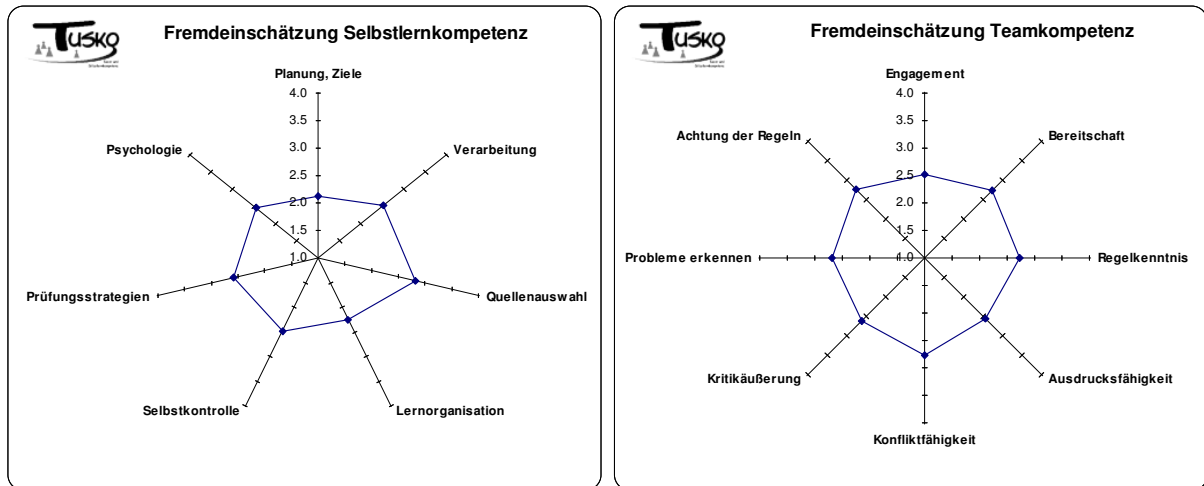 Tusko
Fremdeinschätzung Selbstlernkompetenz
Planung, Ziele
4.0
3.5
3.0
2.5
2.0
1.5
1.0
Psychologie
Verarbeitung
Prüfungsstrategien
Quellenauswahl
Selbstkontrolle
Lernorganisation
Tusko
Fremdeinschätzung Teamkompetenz
Engagement
4.0
3.5
3.0
2.5
2.0
1.5
1.0
Achtung der Regeln
Bereitschaft
Probleme erkennen
Regelkenntnis
Kritikäußerung
Ausdrucksfähigkeit
Konfliktfähigkeit